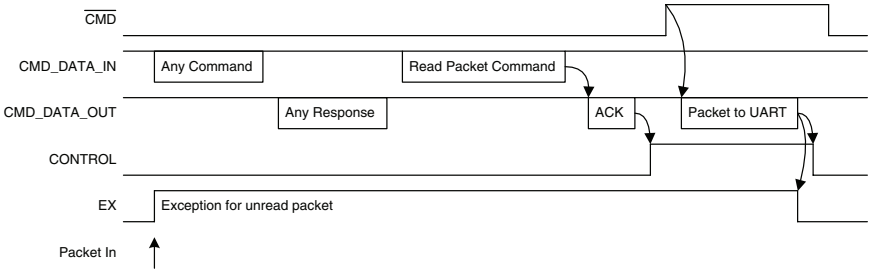 CMD
CMD_DATA_IN Any Command Read Packet Command
CMD_DATA_OUT Any Response ACK Packet to UART
CONTROL
EX Exception for unread packet
Packet In